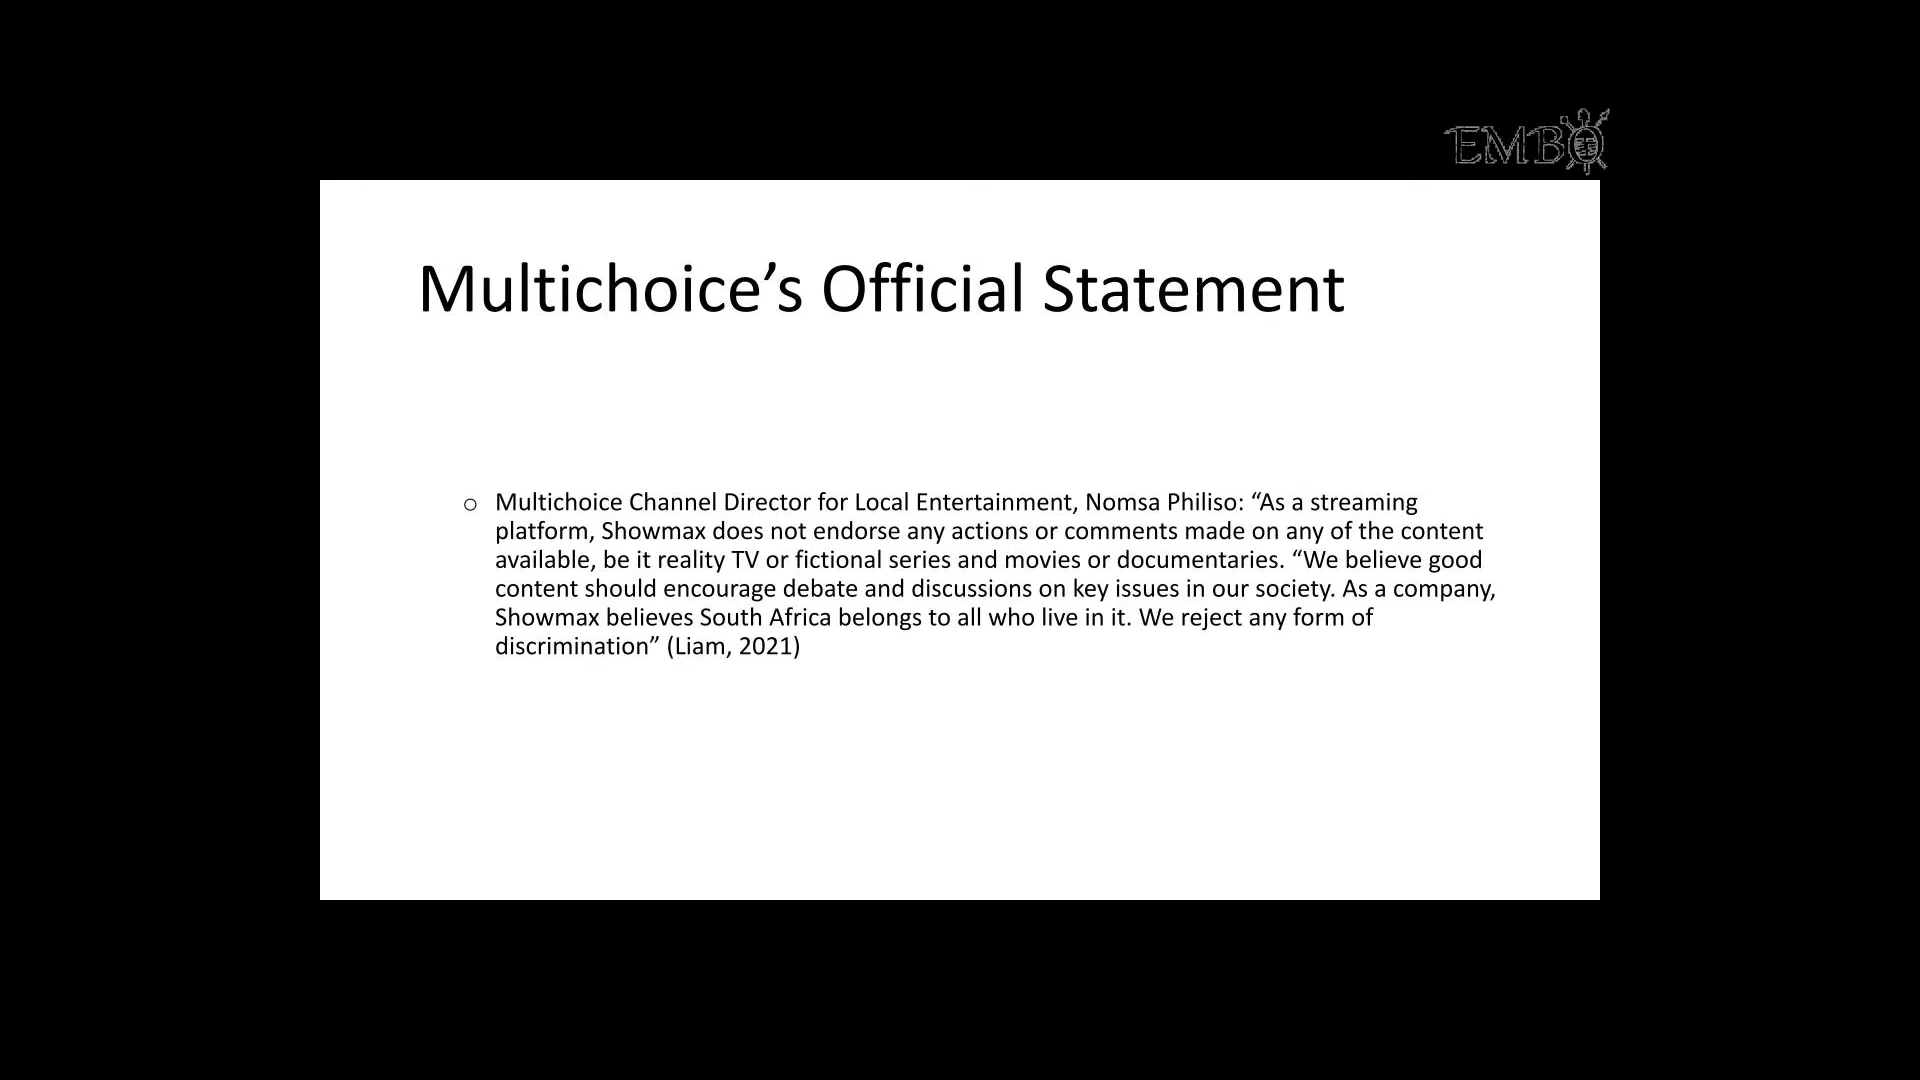 EMBO
Multichoice’s Official Statement
o Multichoice Channel Director for Local Entertainment, Nomsa Philiso: “As a streaming
platform, Showmax does not endorse any actions or comments made on any of the content
available, be it reality TV or fictional series and movies or documentaries. “We believe good
content should encourage debate and discussions on key issues in our society. As a company,
Showmax believes South Africa belongs to all who live in it. We reject any form of
discrimination” (Liam, 2021)